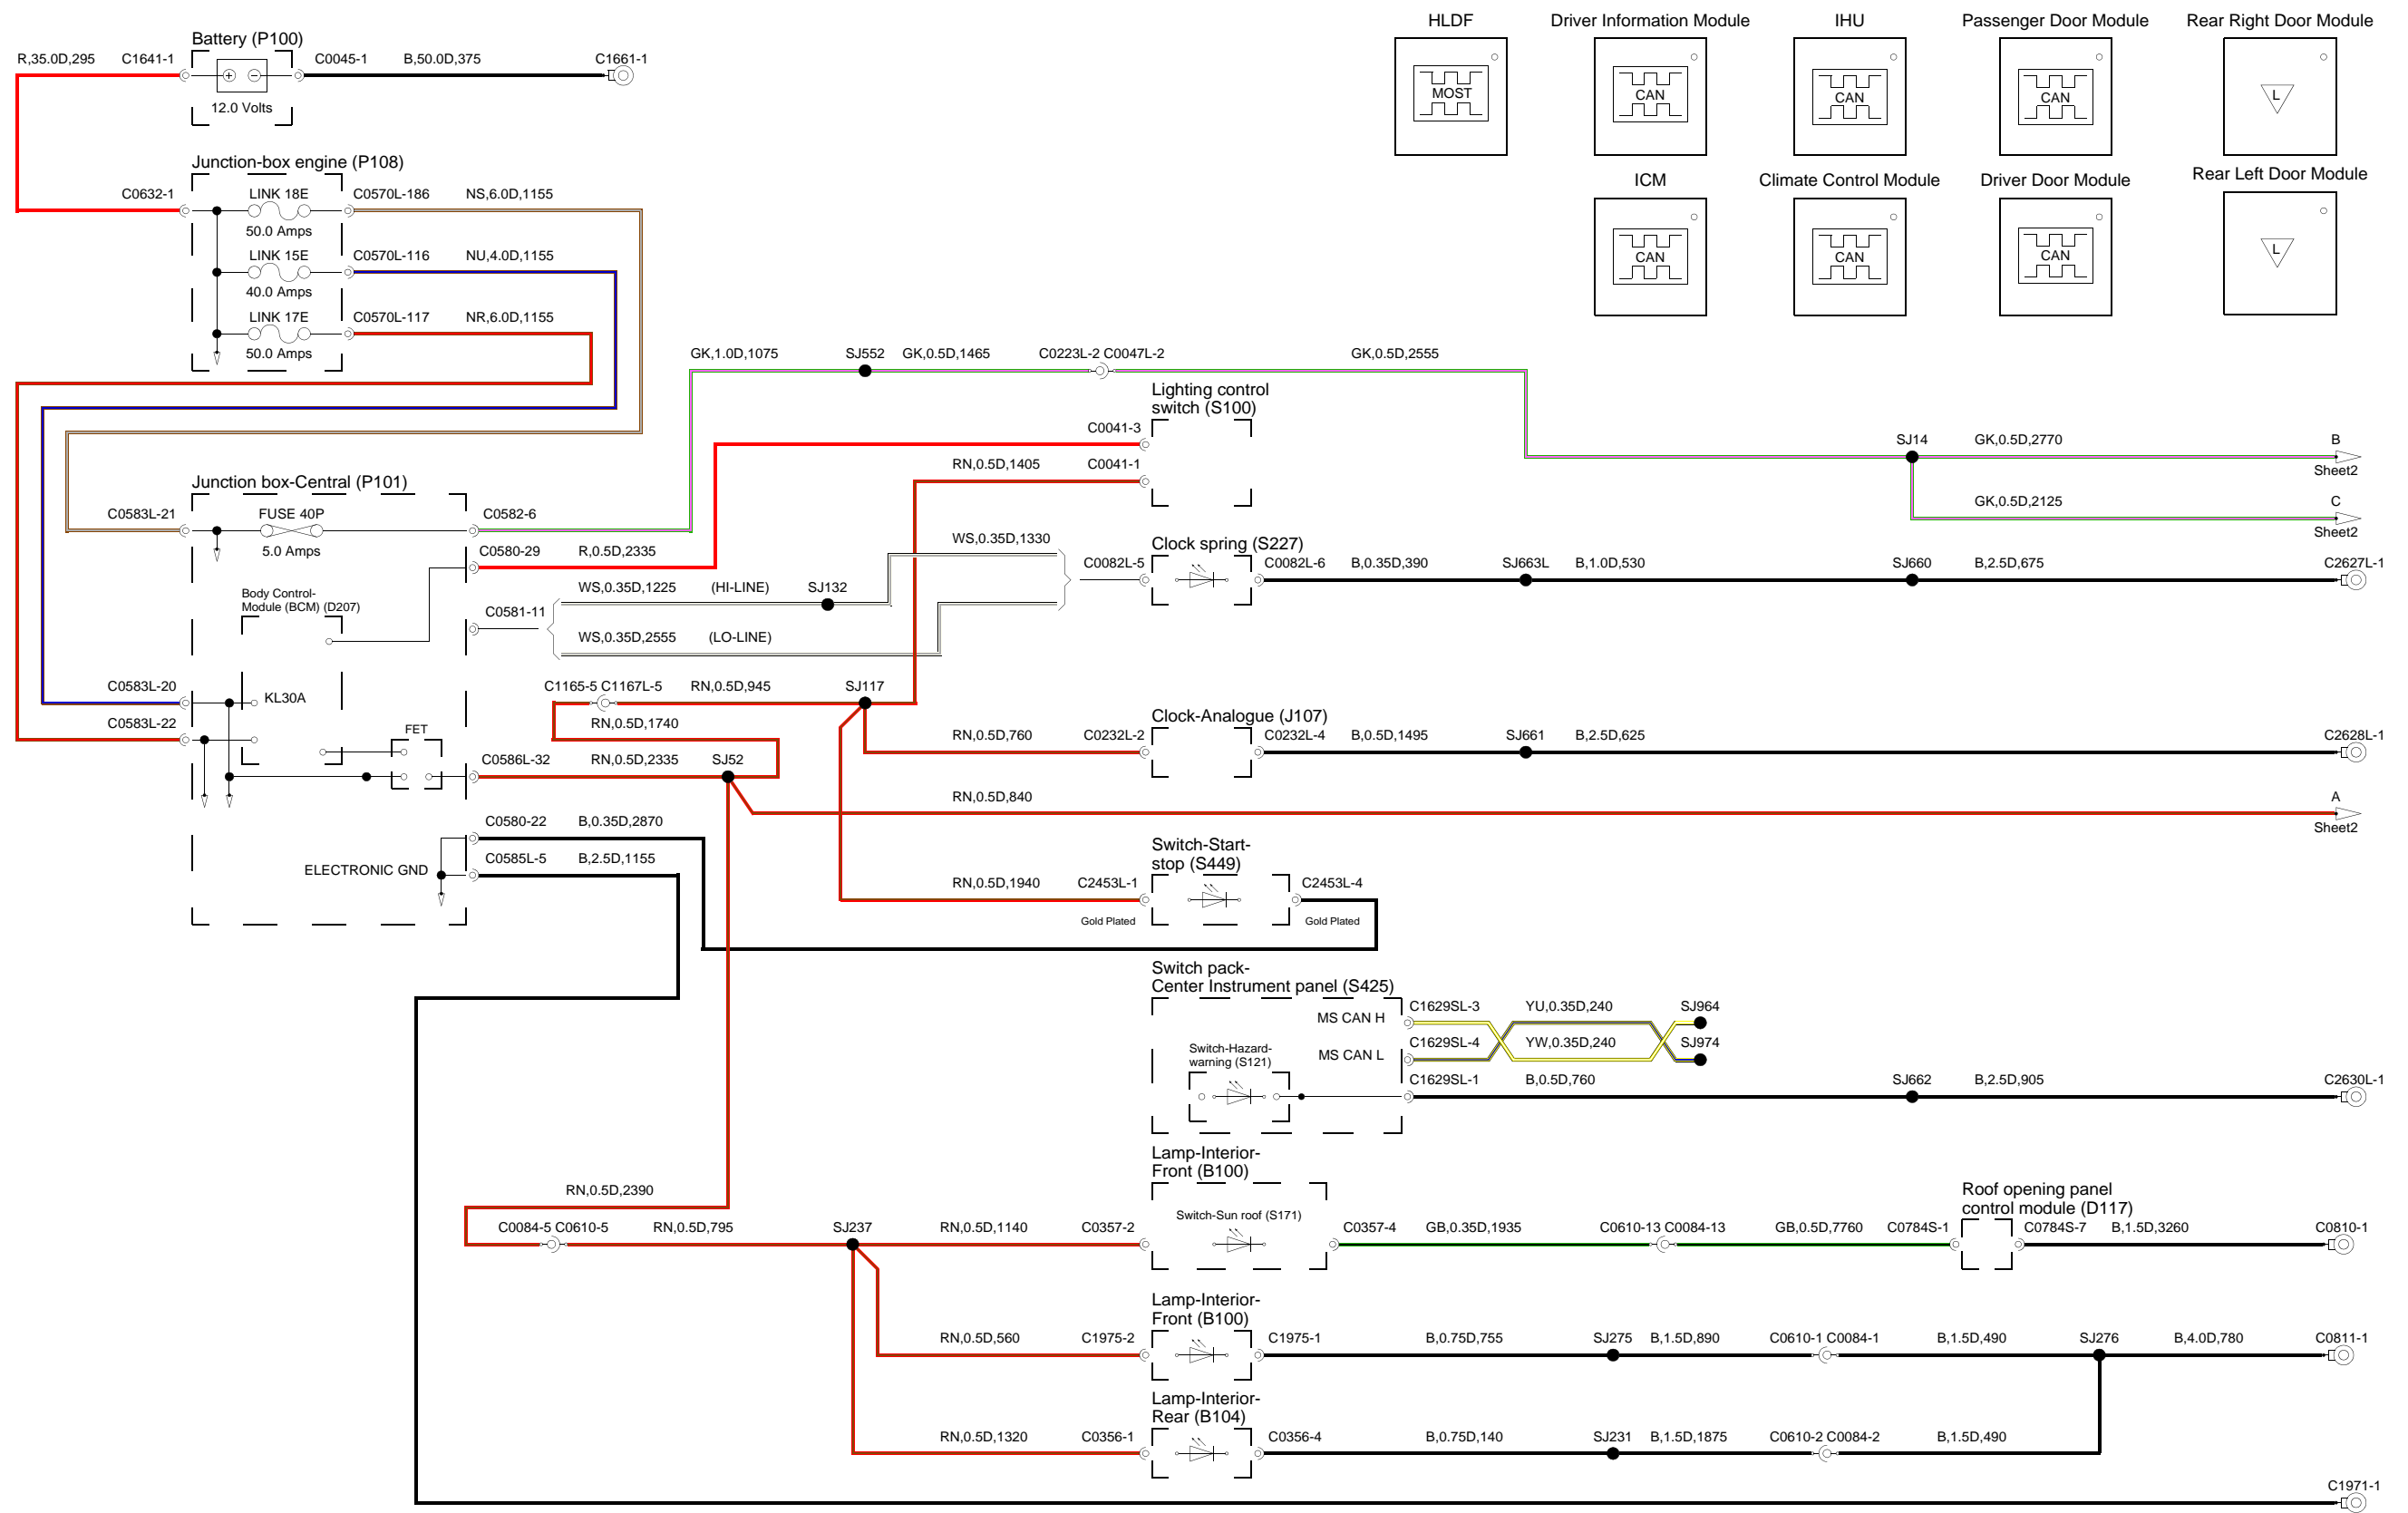 HLDF
Driver Information Module
IHU
Passenger Door Module
Rear Right Door Module
MOST
CAN
CAN
CAN
L
ICM
Climate Control Module
Driver Door Module
Rear Left Door Module
CAN
CAN
CAN
L
Battery (P100)
R,35.0D,295
C1641-1
C0045-1
B,50.0D,375
C1661-1
12.0 Volts
Junction-box engine (P108)
C0632-1
LINK 18E
C0570L-186
NS,6.0D,1155
50.0 Amps
LINK 15E
C0570L-116
NU,4.0D,1155
40.0 Amps
LINK 17E
C0570L-117
NR,6.0D,1155
50.0 Amps
GK,1.0D,1075
SJ552
GK,0.5D,1465
C0223L-2 C0047L-2
GK,0.5D,2555
Lighting control
switch (S100)
C0041-3
RN,0.5D,1405
C0041-1
SJ14
GK,0.5D,2770
B
Sheet2
GK,0.5D,2125
C
Sheet2
Junction box-Central (P101)
C0583L-21
FUSE 40P
C0582-6
5.0 Amps
C0580-29
R,0.5D,2335
WS,0.35D,1330
Clock spring (S227)
C0082L-5
C0082L-6
B,0.35D,390
SJ663L
B,1.0D,530
SJ660
B,2.5D,675
C2627L-1
Body Control-
Module (BCM) (D207)
C0581-11
WS,0.35D,1225
(HI-LINE)
SJ132
WS,0.35D,2555
(LO-LINE)
C0583L-20
KL30A
C0583L-22
FET
C1165-5 C1167L-5
RN,0.5D,945
SJ117
RN,0.5D,1740
C0586L-32
RN,0.5D,2335
SJ52
Clock-Analogue (J107)
RN,0.5D,760
C0232L-2
C0232L-4
B,0.5D,1495
SJ661
B,2.5D,625
C2628L-1
RN,0.5D,840
A
Sheet2
C0580-22
B,0.35D,2870
C0585L-5
B,2.5D,1155
ELECTRONIC GND
Switch-Start-
stop (S449)
RN,0.5D,1940
C2453L-1
C2453L-4
Gold Plated
Gold Plated
Switch pack-
Center Instrument panel (S425)
MS CAN H
C1629SL-3
YU,0.35D,240
SJ964
MS CAN L
C1629SL-4
YW,0.35D,240
SJ974
Switch-Hazard-
warning (S121)
C1629SL-1
B,0.5D,760
SJ662
B,2.5D,905
C2630L-1
Lamp-Interior-
Front (B100)
RN,0.5D,2390
C0084-5 C0610-5
RN,0.5D,795
SJ237
RN,0.5D,1140
C0357-2
Switch-Sun roof (S171)
C0357-4
GB,0.35D,1935
C0610-13 C0084-13
GB,0.5D,7760
C0784S-1
Roof opening panel
control module (D117)
C0784S-7
B,1.5D,3260
C0810-1
Lamp-Interior-
Front (B100)
RN,0.5D,560
C1975-2
C1975-1
B,0.75D,755
SJ275
B,1.5D,890
C0610-1 C0084-1
B,1.5D,490
SJ276
B,4.0D,780
C0811-1
Lamp-Interior-
Rear (B104)
RN,0.5D,1320
C0356-1
C0356-4
B,0.75D,140
SJ231
B,1.5D,1875
C0610-2 C0084-2
B,1.5D,490
C1971-1